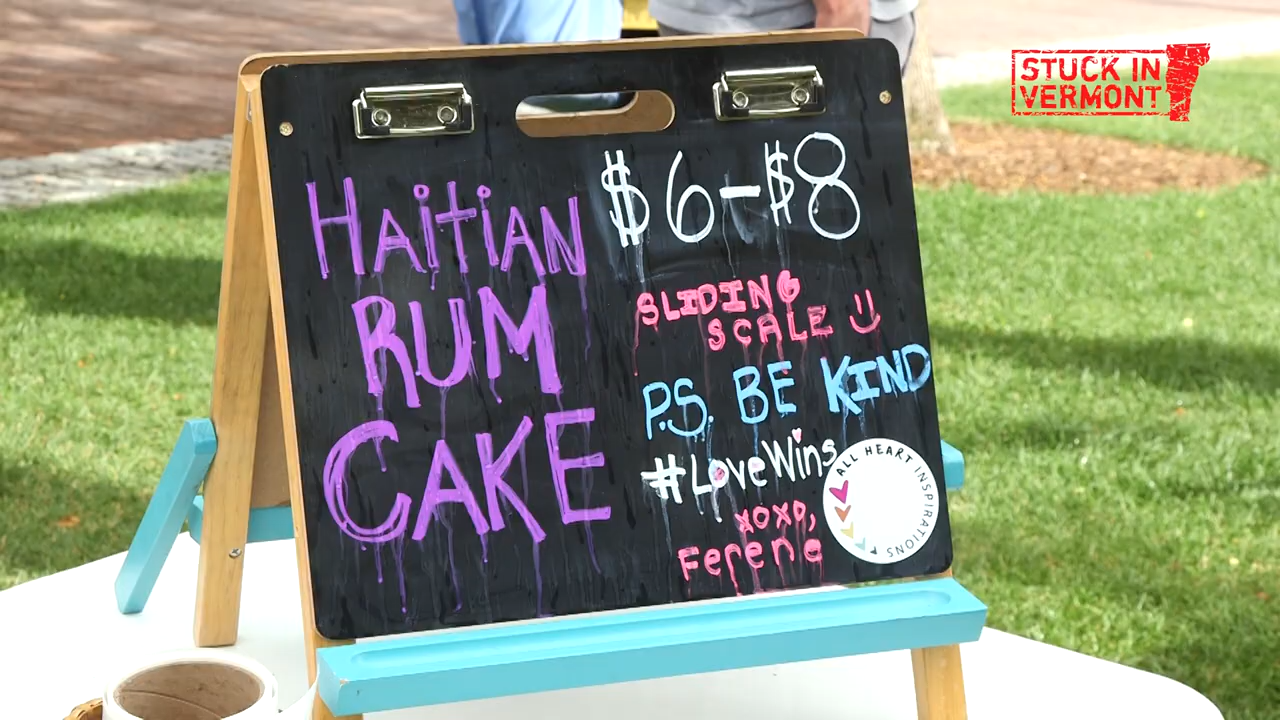 STUCK IN
VERMONT
HAitiAN
RUM
CAKE
$6-$8
SLIDING
SCALE
P.S. BE KIND
#LoveWins
xoxo,
Ferene
ALL HEART INSPIRATIONS